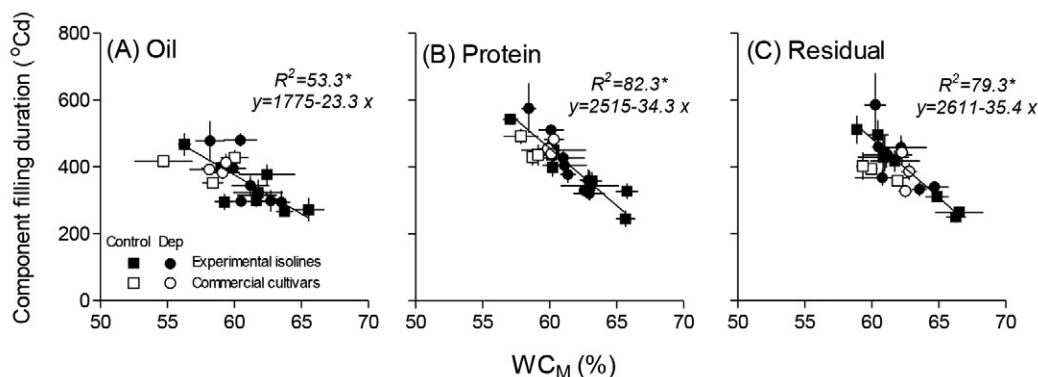 (A) Oil
R²=53.3*
y=1775-23.3 x
(B) Protein
R²=82.3*
y=2515-34.3 x
(C) Residual
R²=79.3*
y=2611-35.4 x
Component filling duration ( °Cd)
800
600
400
200
0
Control Dep
Experimental isolines
Commercial cultivars
50 55 60 65 70
50 55 60 65 70
50 55 60 65 70
WC_M (%)